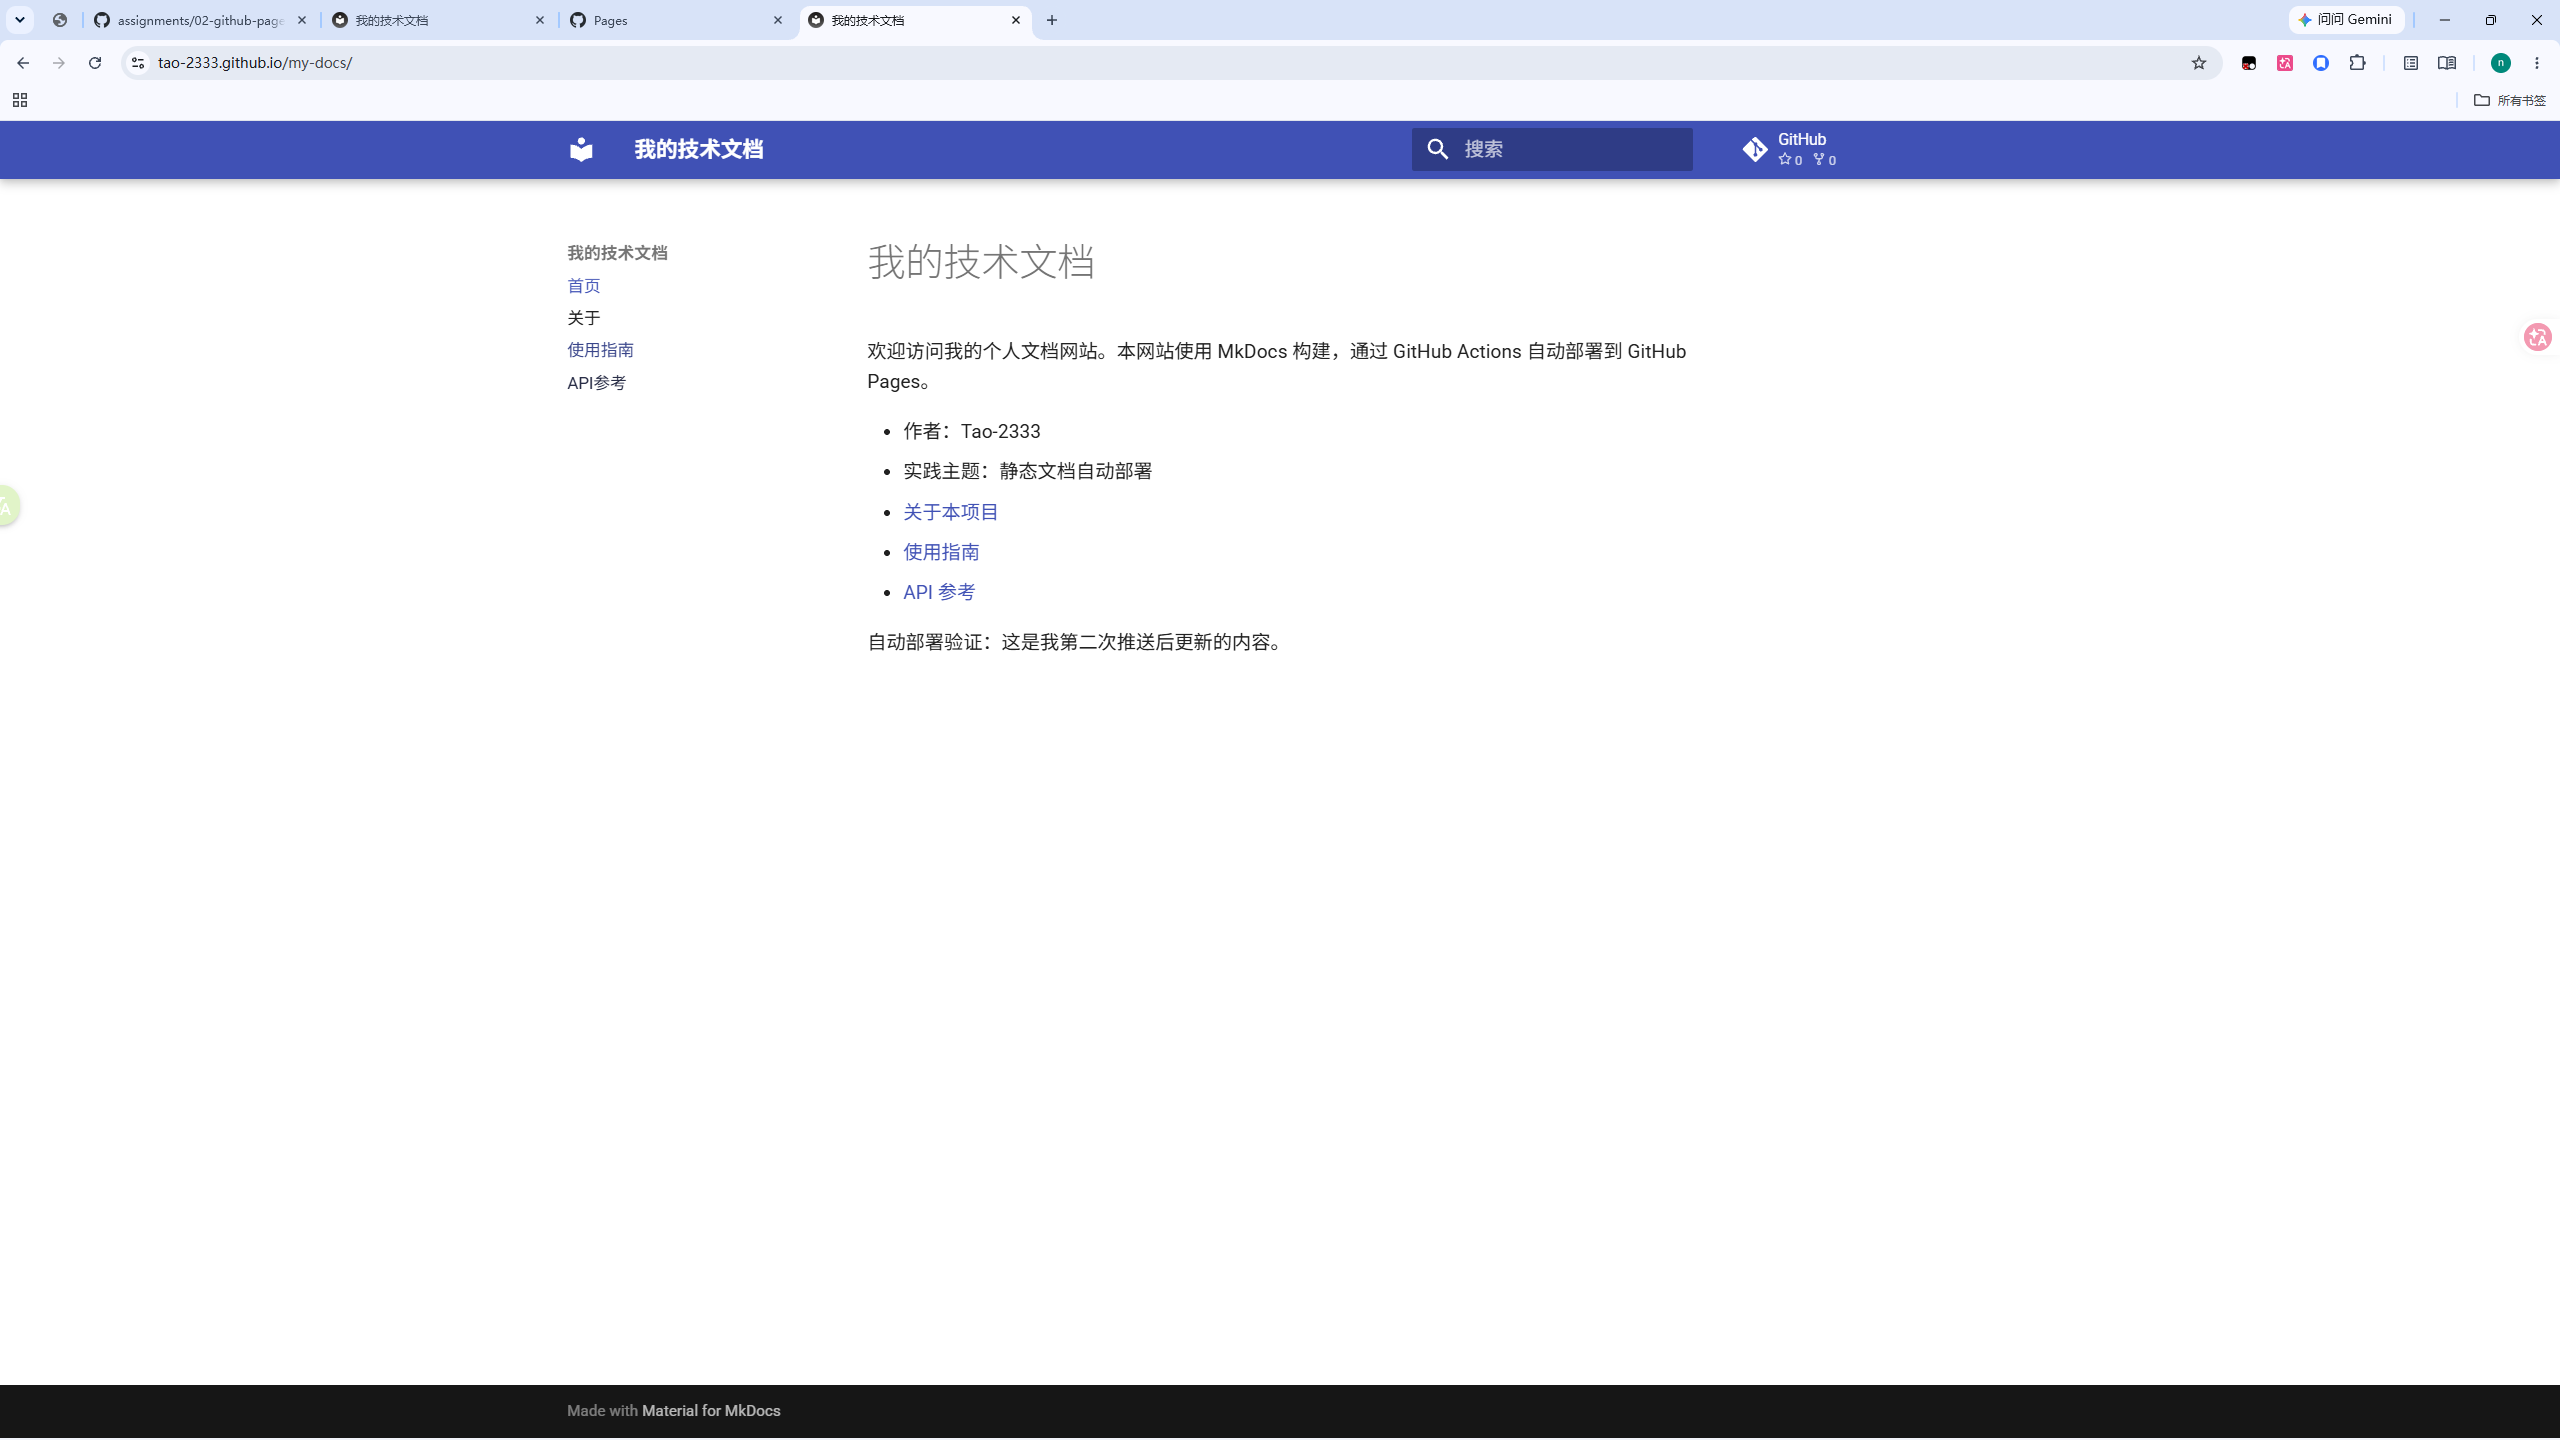 assignments/02-github-page
我的技术文档
Pages
我的技术文档
问问 Gemini
tao-2333.github.io/my-docs/
n
所有书签
我的技术文档
搜索
GitHub
0 0
我的技术文档
首页
关于
使用指南
API参考
我的技术文档
欢迎访问我的个人文档网站。本网站使用 MkDocs 构建，通过 GitHub Actions 自动部署到 GitHub
Pages。
作者：Tao-2333
实践主题：静态文档自动部署
关于本项目
使用指南
API 参考
自动部署验证：这是我第二次推送后更新的内容。
Made with Material for MkDocs